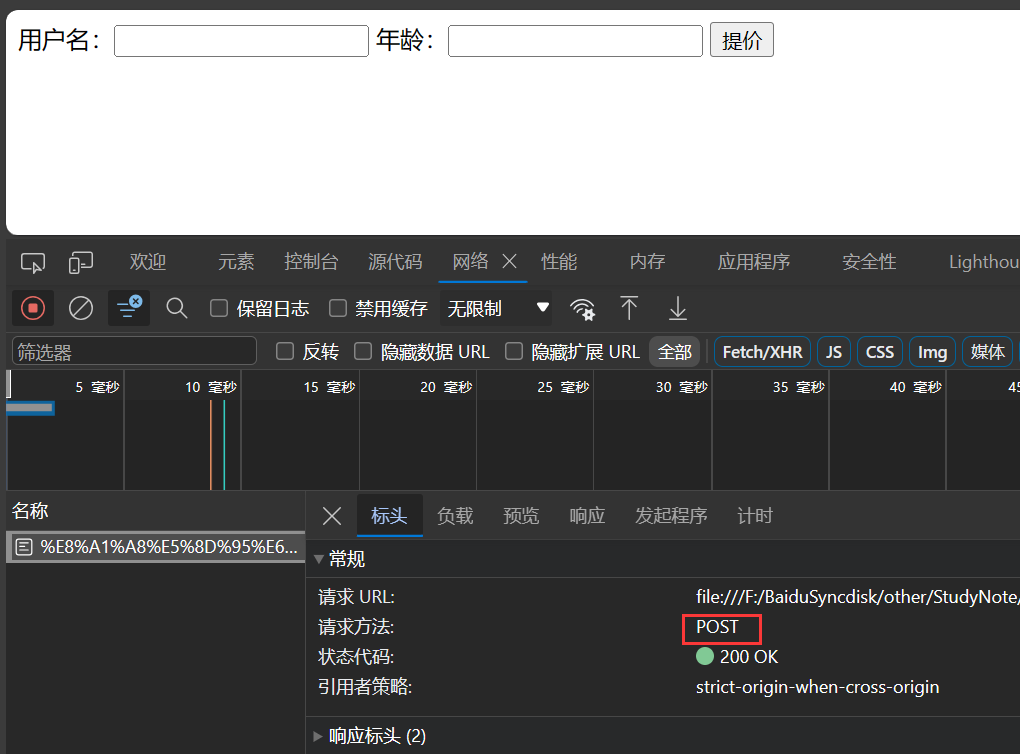 用户名： 年龄： 提价
欢迎 元素 控制台 源代码 网络 性能 内存 应用程序 安全性 Lighthou
保留日志 禁用缓存 无限制
筛选器 反转 隐藏数据 URL 隐藏扩展 URL 全部 Fetch/XHR JS CSS Img 媒体
5 毫秒 10 毫秒 15 毫秒 20 毫秒 25 毫秒 30 毫秒 35 毫秒 40 毫秒 45
名称 标头 负载 预览 响应 发起程序 计时
%E8%A1%A8%E5%8D%95%E6... 常规
请求 URL: file:///F:/BaiduSyncdisk/other/StudyNote/
请求方法: POST
状态代码: 200 OK
引用者策略: strict-origin-when-cross-origin
响应标头 (2)